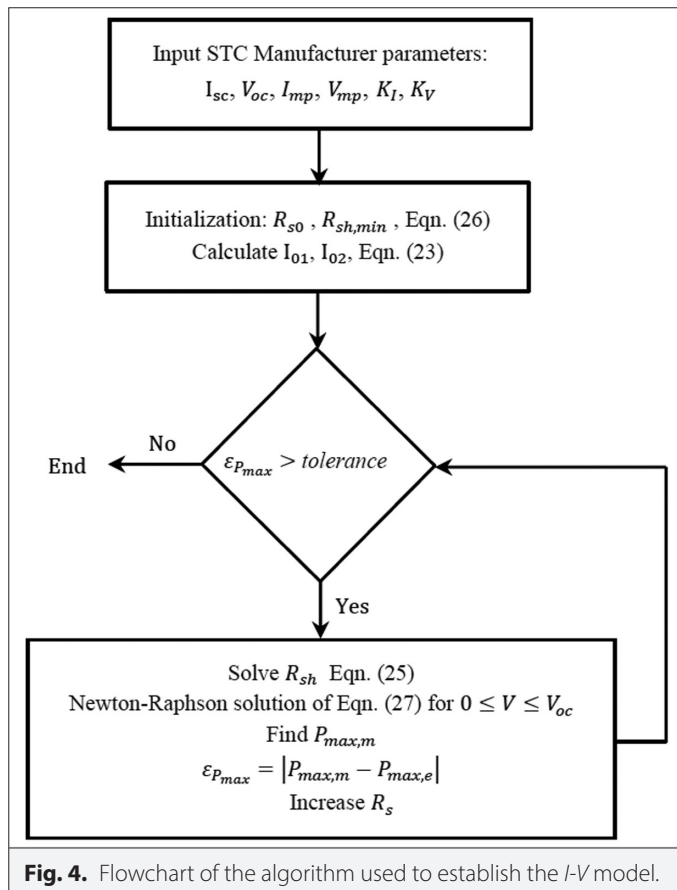 Input STC Manufacturer parameters:
I_sc, V_oc, I_mp, V_mp, K_I, K_V
Initialization: R_s0 , R_sh,min , Eqn. (26)
Calculate I_01, I_02, Eqn. (23)
No
End
ε_P_max > tolerance
Yes
Solve R_sh Eqn. (25)
Newton-Raphson solution of Eqn. (27) for 0 ≤ V ≤ V_oc
Find P_max,m
ε_P_max = |P_max,m − P_max,e|
Increase R_s
Fig. 4. Flowchart of the algorithm used to establish the I-V model.